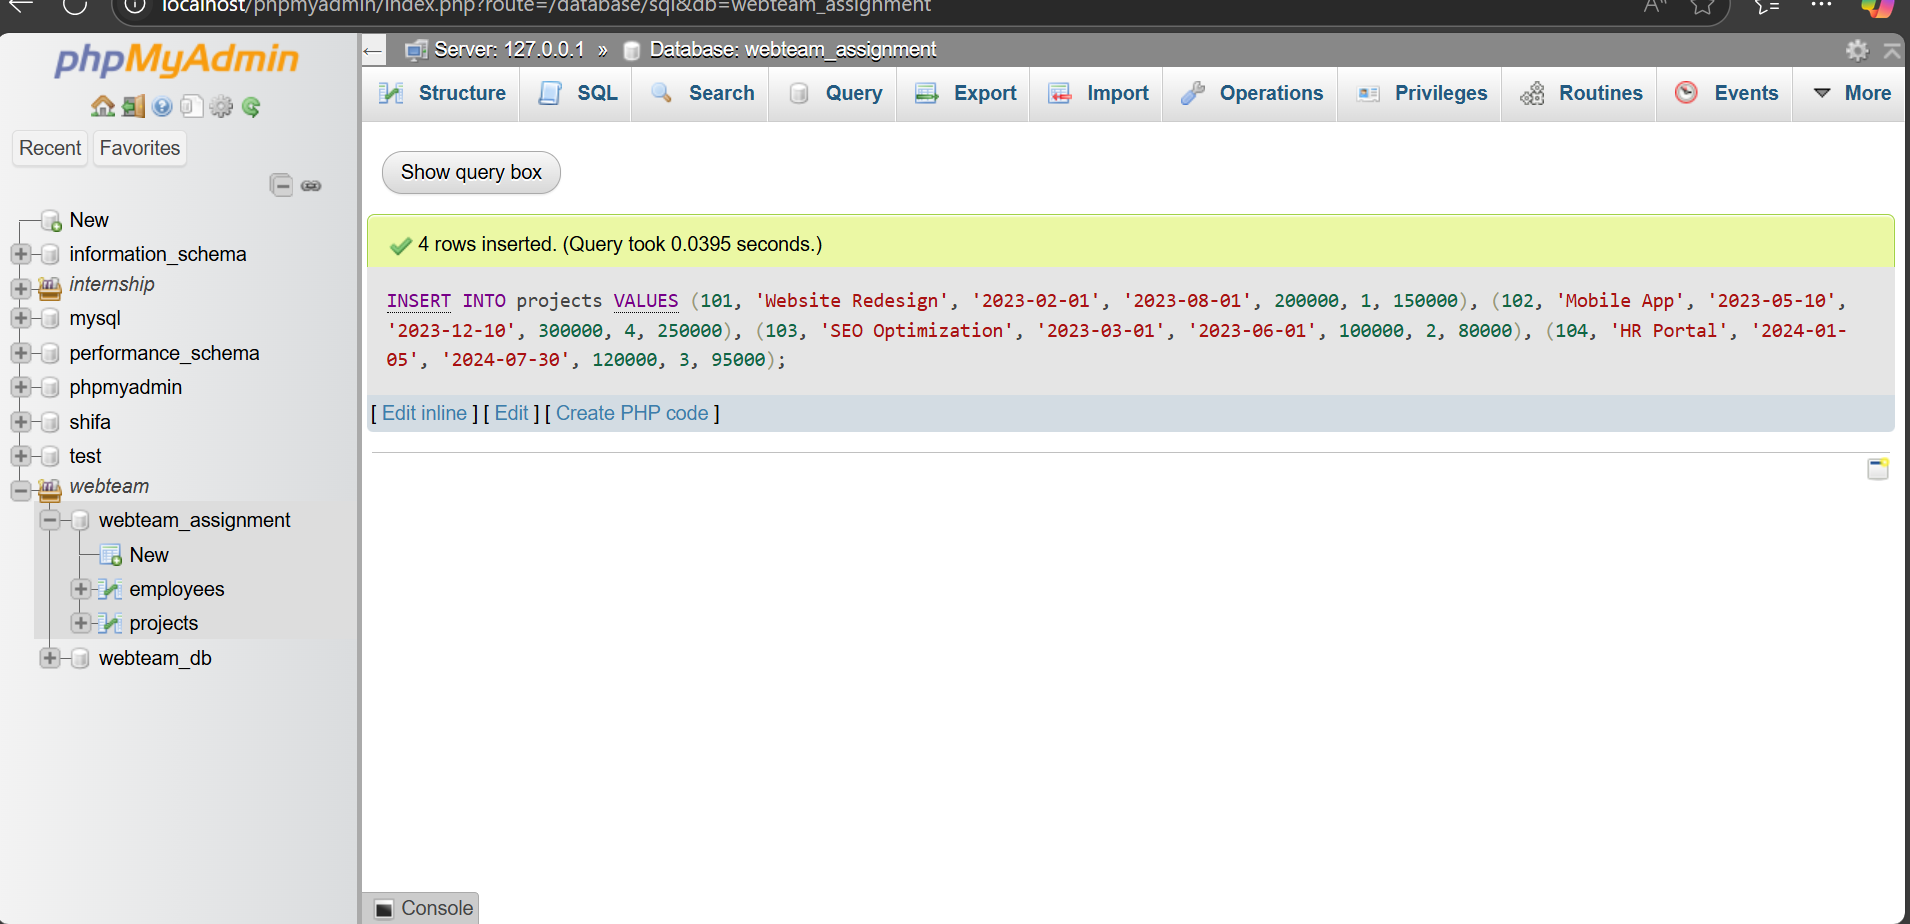 localhost/phpmyadmin/index.php?route=/database/sql&db=webteam_assignment
phpMyAdmin
Recent Favorites
New
information_schema
internship
mysql
performance_schema
phpmyadmin
shifa
test
webteam
webteam_assignment
New
employees
projects
webteam_db
Server: 127.0.0.1 » Database: webteam_assignment
Structure SQL Search Query Export Import Operations Privileges Routines Events More
Show query box
4 rows inserted. (Query took 0.0395 seconds.)
INSERT INTO projects VALUES (101, 'Website Redesign', '2023-02-01', '2023-08-01', 200000, 1, 150000), (102, 'Mobile App', '2023-05-10',
'2023-12-10', 300000, 4, 250000), (103, 'SEO Optimization', '2023-03-01', '2023-06-01', 100000, 2, 80000), (104, 'HR Portal', '2024-01-
05', '2024-07-30', 120000, 3, 95000);
[ Edit inline ] [ Edit ] [ Create PHP code ]
Console